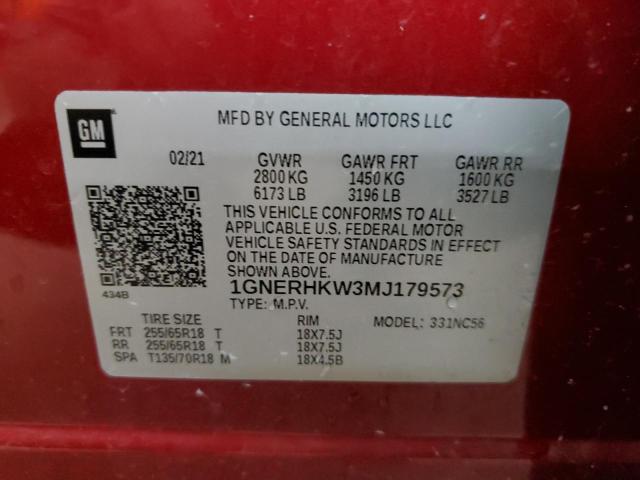 GM
MFD BY GENERAL MOTORS LLC
02/21 GVWR GAWR FRT GAWR RR
2800 KG 1450 KG 1600 KG
6173 LB 3196 LB 3527 LB
THIS VEHICLE CONFORMS TO ALL
APPLICABLE U.S. FEDERAL MOTOR
VEHICLE SAFETY STANDARDS IN EFFECT
ON THE DATE OF MANUFACTURE
SHOWN ABOVE.
434B
1GNERHKW3MJ179573
TYPE: M.P.V. MODEL: 331NC56
TIRE SIZE RIM
FRT 255/65R18 T 18X7.5J
RR 255/65R18 T 18X7.5J
SPA T135/70R18 M 18X4.5B